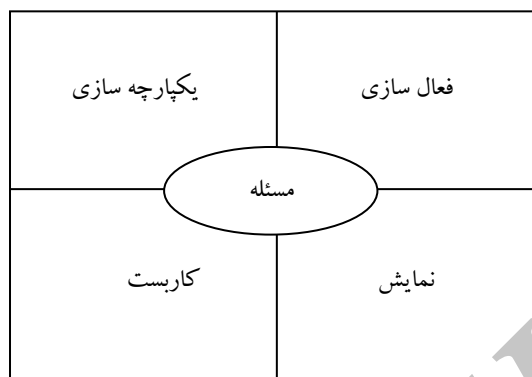 فعال سازی
یکپارچه سازی
مسئله
نمایش
کاربست